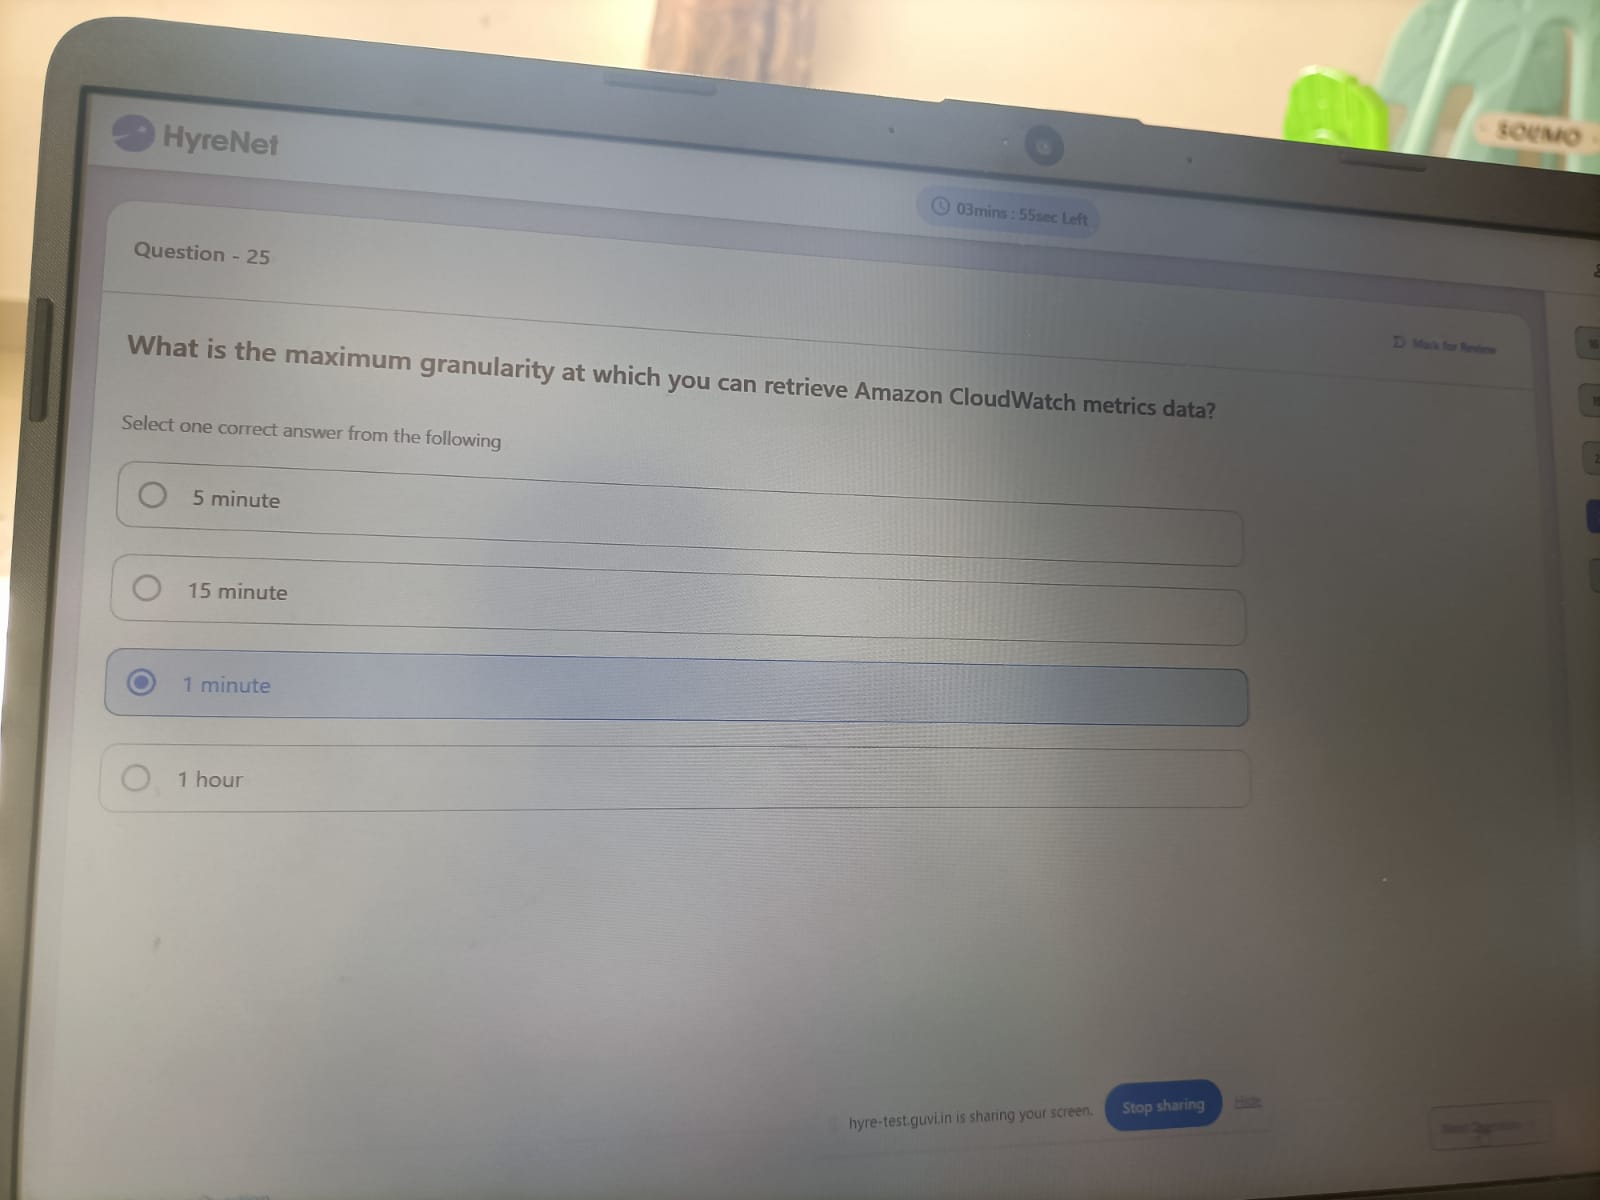 HyreNet
03mins : 55sec Left
Question - 25
Mark for Review
What is the maximum granularity at which you can retrieve Amazon CloudWatch metrics data?
Select one correct answer from the following
5 minute
15 minute
1 minute
1 hour
hyre-test.guvi.in is sharing your screen.
Stop sharing
Hide